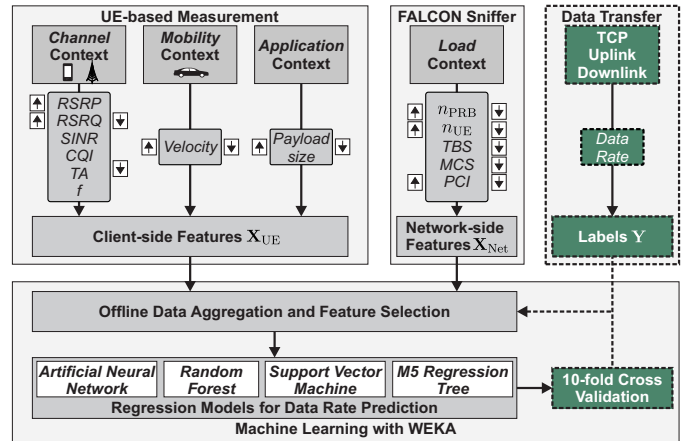 UE-based Measurement
Channel
Context
Mobility
Context
Application
Context
RSRP
RSRQ
SINR
CQI
TA
f
Velocity
Payload
size
Client-side Features X_UE
FALCON Sniffer
Load
Context
n_PRB
n_UE
TBS
MCS
PCI
Network-side
Features X_Net
Data Transfer
TCP
Uplink
Downlink
Data
Rate
Labels Y
Offline Data Aggregation and Feature Selection
Artificial Neural
Network
Random
Forest
Support Vector
Machine
M5 Regression
Tree
Regression Models for Data Rate Prediction
10-fold Cross
Validation
Machine Learning with WEKA